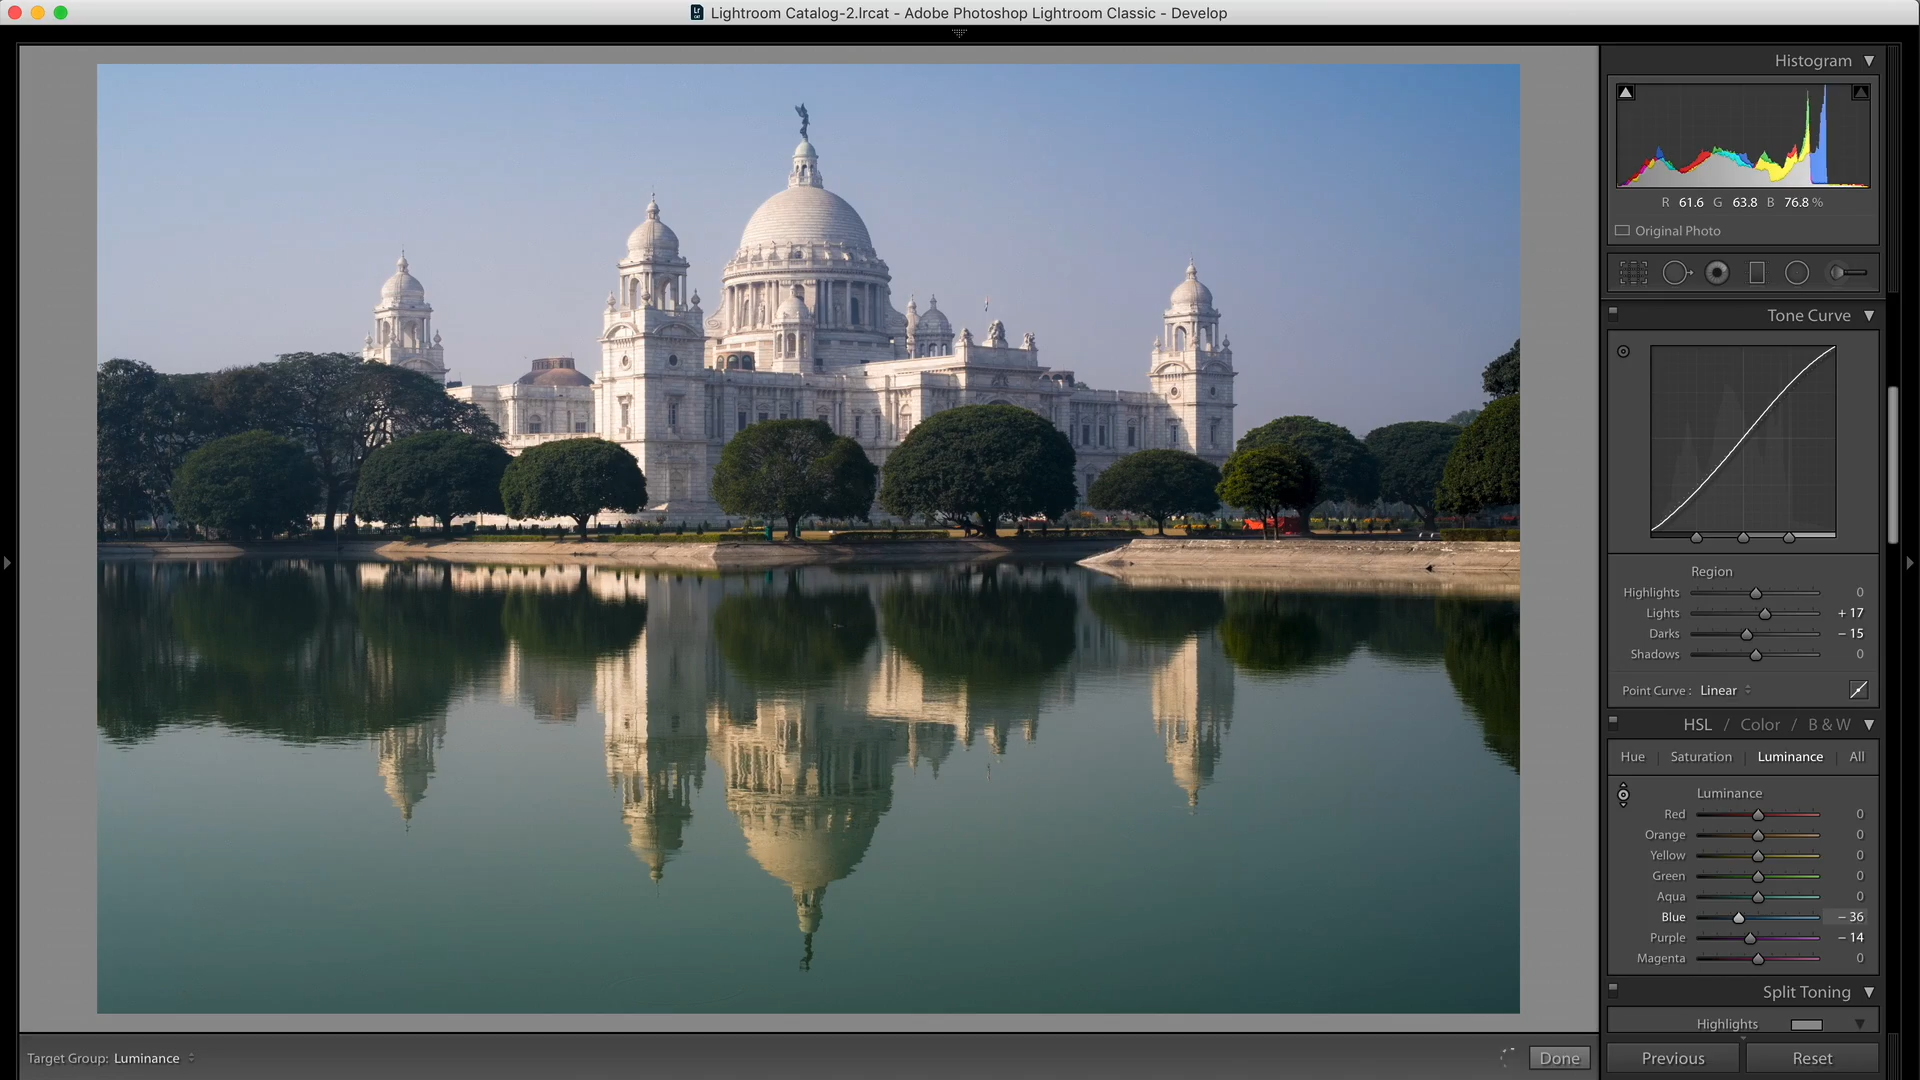 Lightroom Catalog-2.lrcat - Adobe Photoshop Lightroom Classic - Develop
Histogram
R 61.6 G 63.8 B 76.8 %
Original Photo
Tone Curve
Region
Highlights 0
Lights + 17
Darks – 15
Shadows 0
Point Curve : Linear
HSL / Color / B & W
Hue | Saturation | Luminance | All
Luminance
Red 0
Orange 0
Yellow 0
Green 0
Aqua 0
Blue – 36
Purple – 14
Magenta 0
Split Toning
Highlights
Target Group: Luminance
Done
Previous
Reset